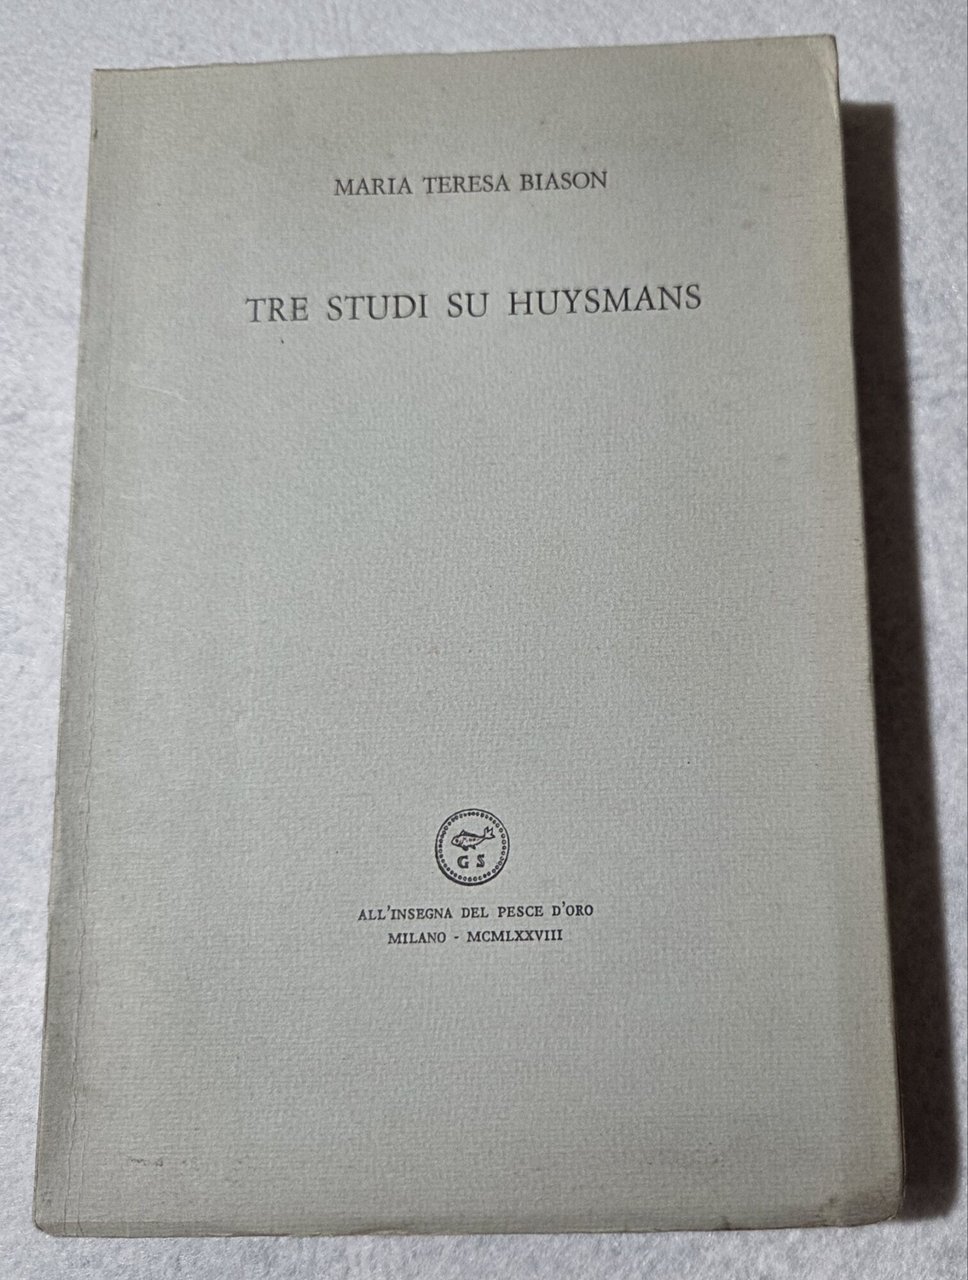 MARIA TERESA BIASON
TRE STUDI SU HUYSMANS
G S
ALL'INSEGNA DEL PESCE D'ORO
MILANO - MCMLXXVIII